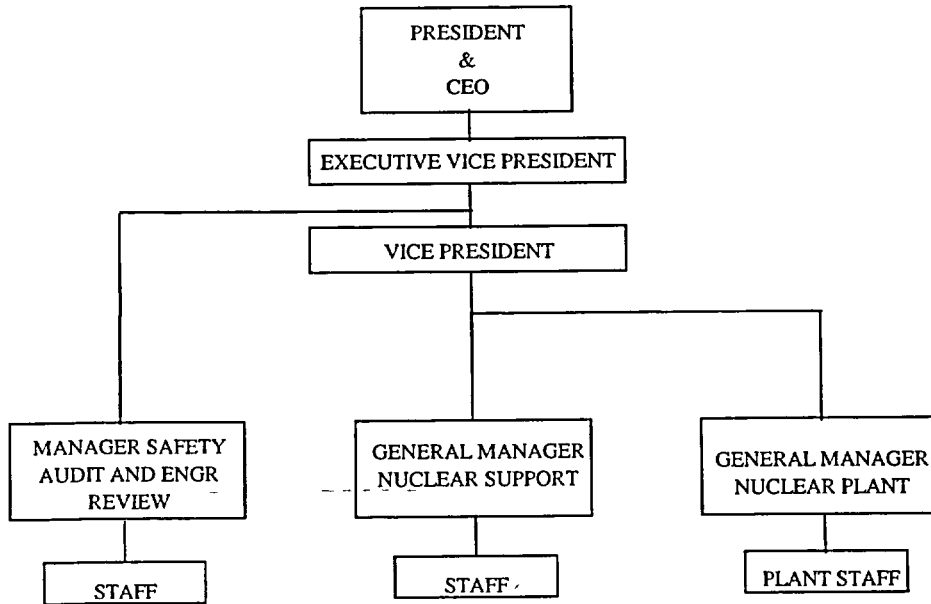 PRESIDENT
&
CEO
EXECUTIVE VICE PRESIDENT
VICE PRESIDENT
MANAGER SAFETY
AUDIT AND ENGR
REVIEW
GENERAL MANAGER
NUCLEAR SUPPORT
GENERAL MANAGER
NUCLEAR PLANT
STAFF
STAFF
PLANT STAFF